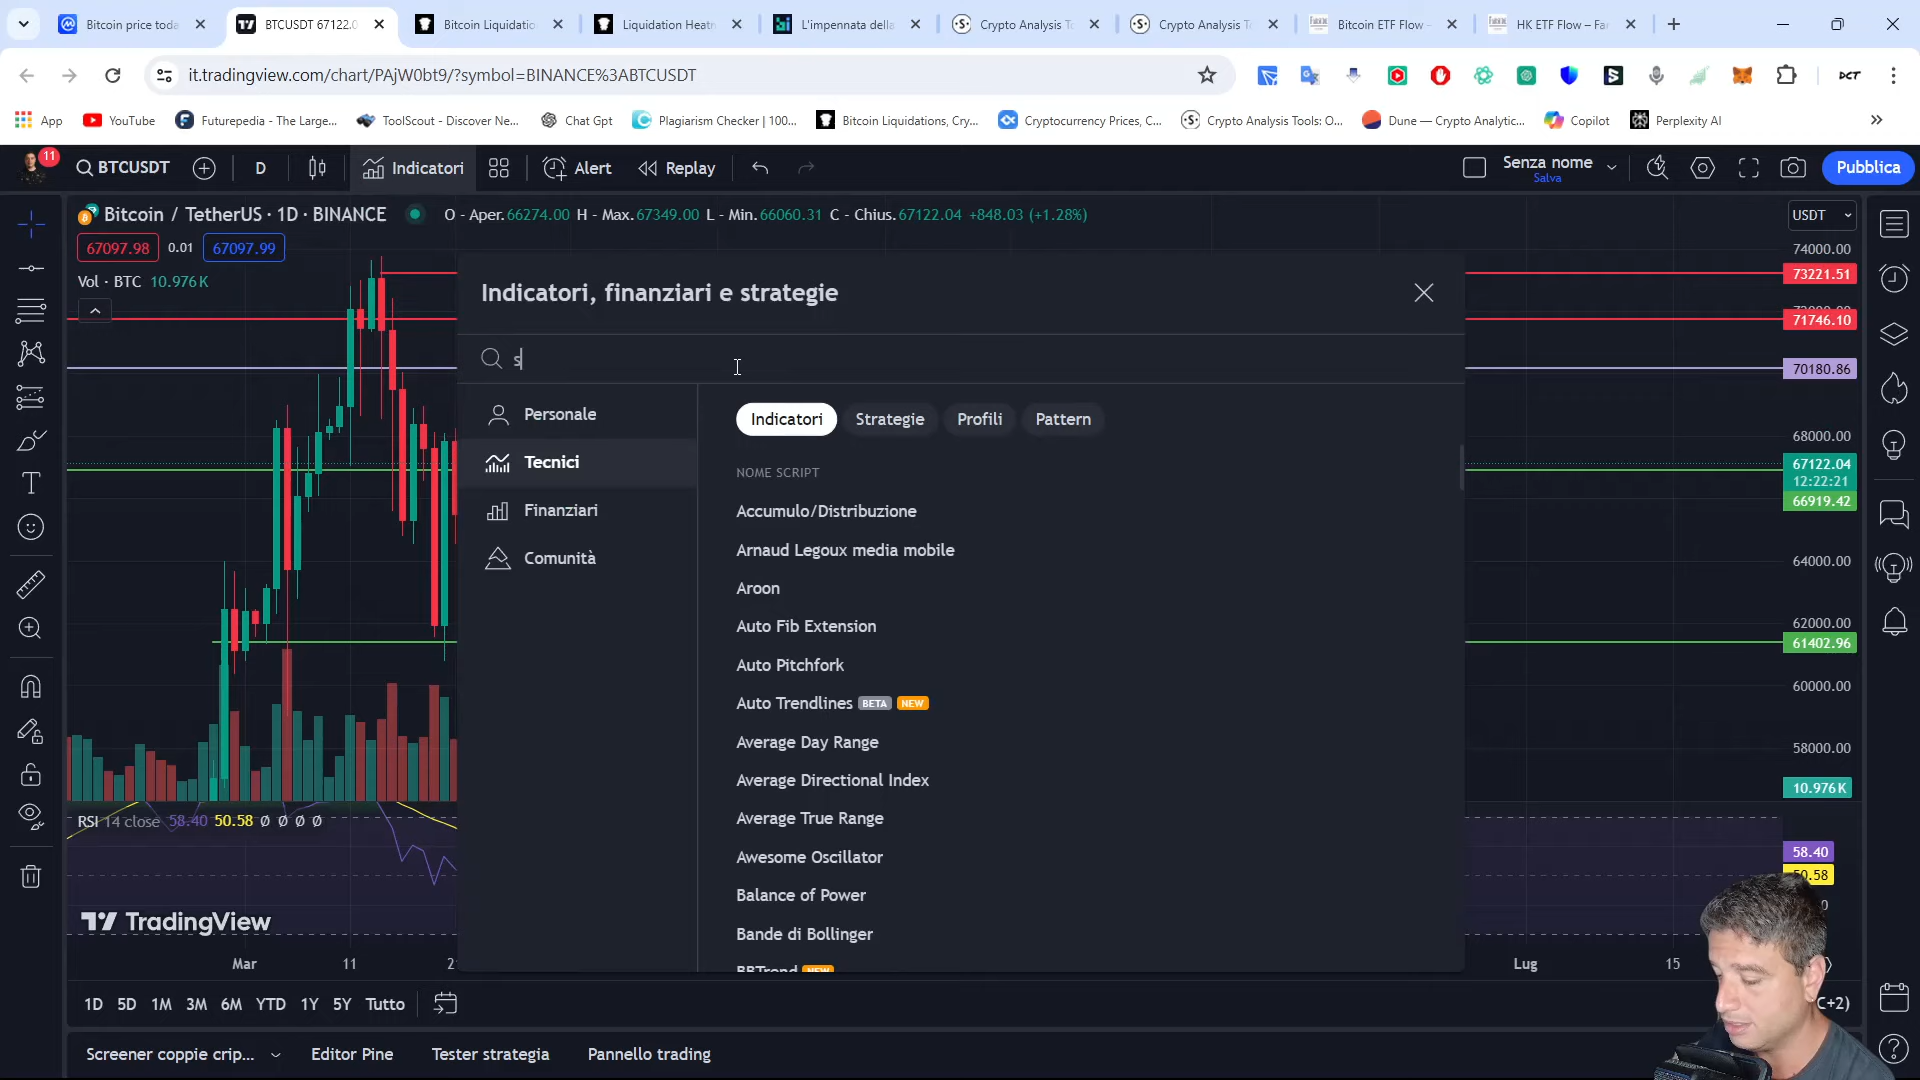 Bitcoin price toda
BTCUSDT 67122.0
Bitcoin Liquidatio
Liquidation Heatn
L'impennata della
Crypto Analysis To
Crypto Analysis To
Bitcoin ETF Flow –
HK ETF Flow – Far
it.tradingview.com/chart/PAjW0bt9/?symbol=BINANCE%3ABTCUSDT
App
YouTube
Futurepedia - The Large...
ToolScout - Discover Ne...
Chat Gpt
Plagiarism Checker | 100...
Bitcoin Liquidations, Cry...
Cryptocurrency Prices, C...
Crypto Analysis Tools: O...
Dune — Crypto Analytic...
Copilot
Perplexity AI
11
BTCUSDT
D
Indicatori
Alert
Replay
Senza nome
Salva
Pubblica
Bitcoin / TetherUS · 1D · BINANCE
O - Aper.66274.00 H - Max.67349.00 L - Min.66060.31 C - Chius.67122.04 +848.03 (+1.28%)
USDT
67097.98
0.01
67097.99
Vol · BTC 10.976K
Indicatori, finanziari e strategie
s
Personale
Tecnici
Finanziari
Comunità
Indicatori
Strategie
Profili
Pattern
NOME SCRIPT
Accumulo/Distribuzione
Arnaud Legoux media mobile
Aroon
Auto Fib Extension
Auto Pitchfork
Auto Trendlines BETA NEW
Average Day Range
Average Directional Index
Average True Range
Awesome Oscillator
Balance of Power
Bande di Bollinger
BBTrend NEW
74000.00
73221.51
71746.10
70180.86
68000.00
67122.04
12:22:21
66919.42
64000.00
62000.00
61402.96
60000.00
58000.00
10.976K
58.40
50.58
RSI 14 close 58.40 50.58 Ø Ø Ø Ø
TradingView
Mar
11
Lug
15
1D
5D
1M
3M
6M
YTD
1Y
5Y
Tutto
C+2)
Screener coppie crip...
Editor Pine
Tester strategia
Pannello trading